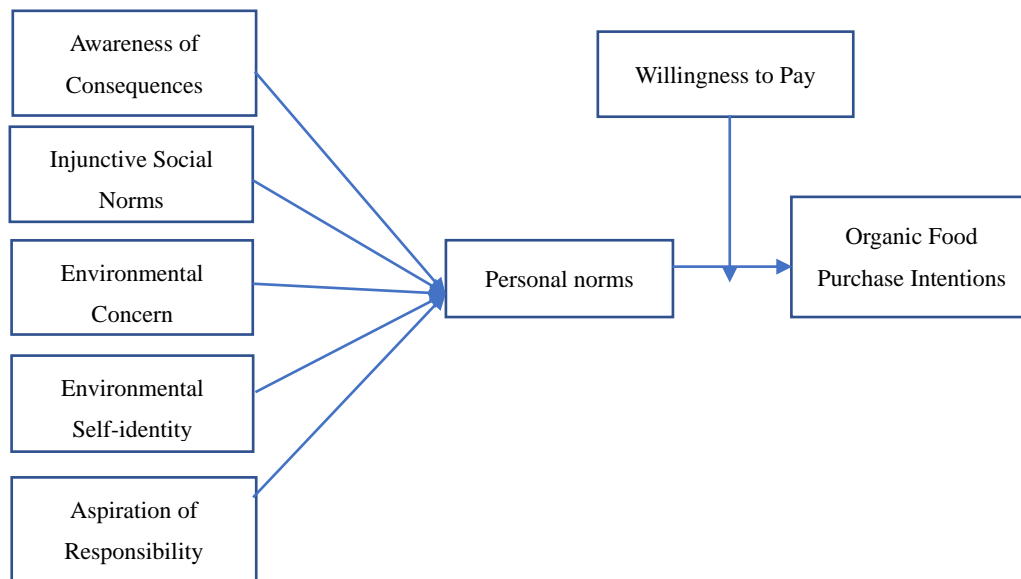 Awareness of
Consequences
Injunctive Social
Norms
Environmental
Concern
Environmental
Self-identity
Aspiration of
Responsibility
Personal norms
Willingness to Pay
Organic Food
Purchase Intentions